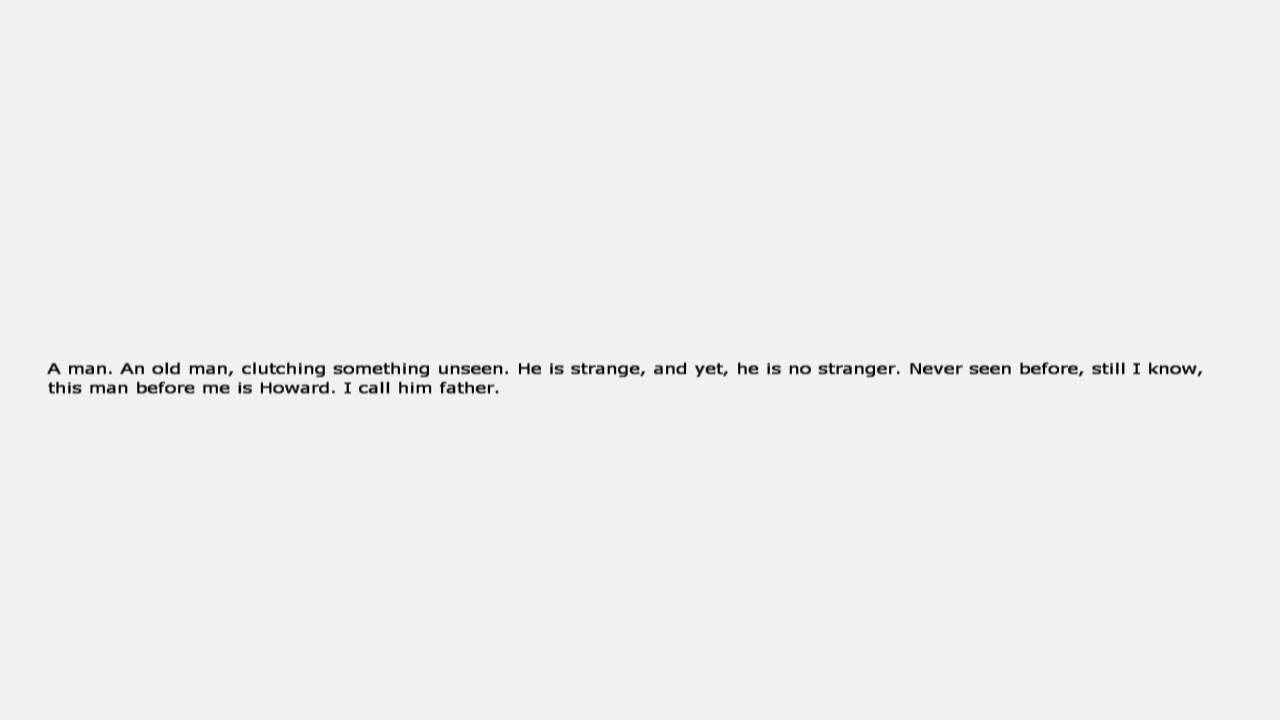 A man. An old man, clutching something unseen. He is strange, and yet, he is no stranger. Never seen before, still I know,
this man before me is Howard. I call him father.